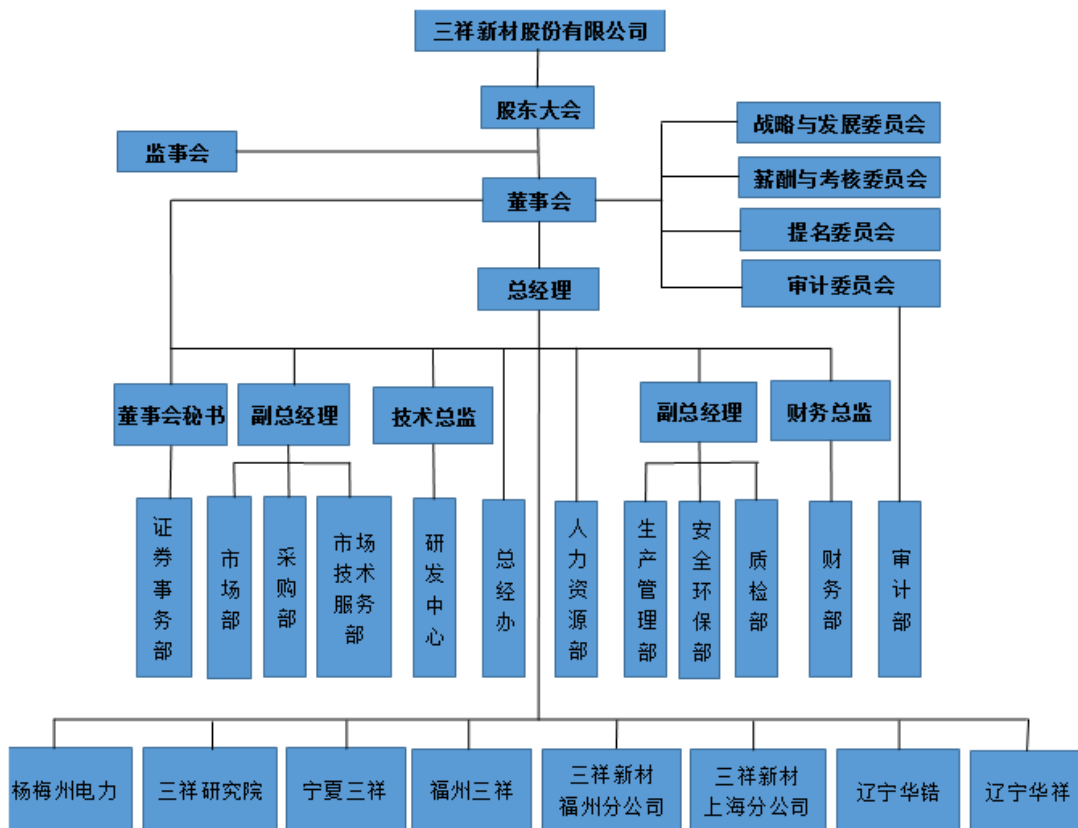 三祥新材股份有限公司
股东大会
监事会
董事会
战略与发展委员会
薪酬与考核委员会
提名委员会
审计委员会
总经理
董事会秘书
副总经理
技术总监
副总经理
财务总监
证券事务部
市场部
采购部
市场
技术
服务
部
研发中心
总经办
人力资源部
生产管理部
安全环保部
质检部
财务部
审计部
杨梅州电力
三祥研究院
宁夏三祥
福州三祥
三祥新材
福州分公司
三祥新材
上海分公司
辽宁华锆
辽宁华祥